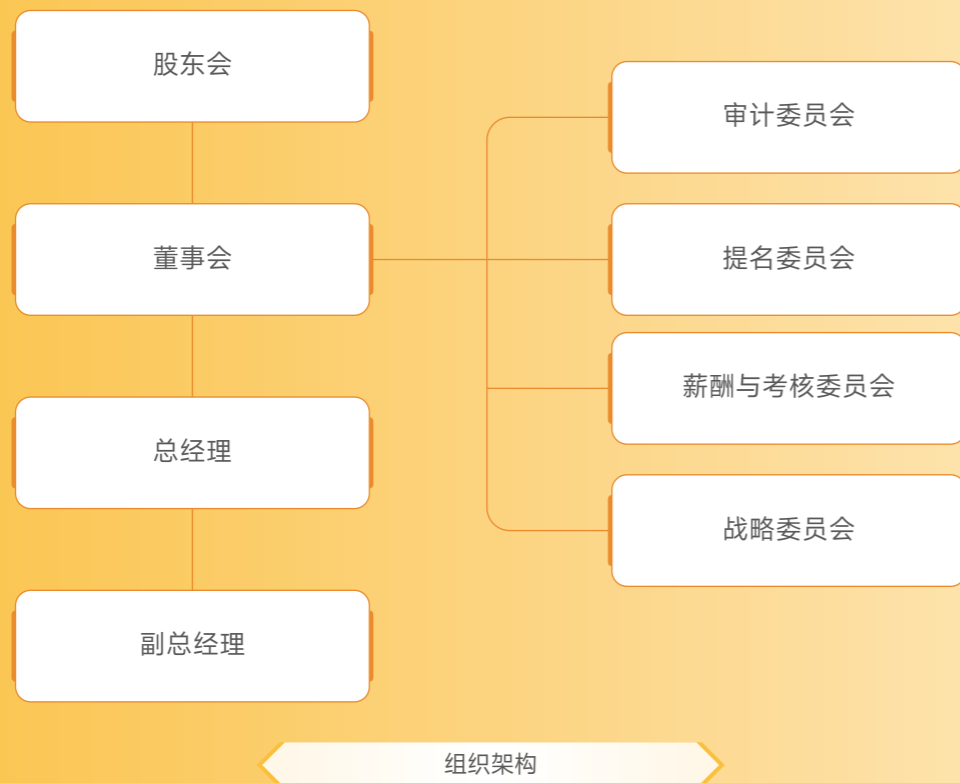 股东会
董事会
总经理
副总经理
审计委员会
提名委员会
薪酬与考核委员会
战略委员会
组织架构